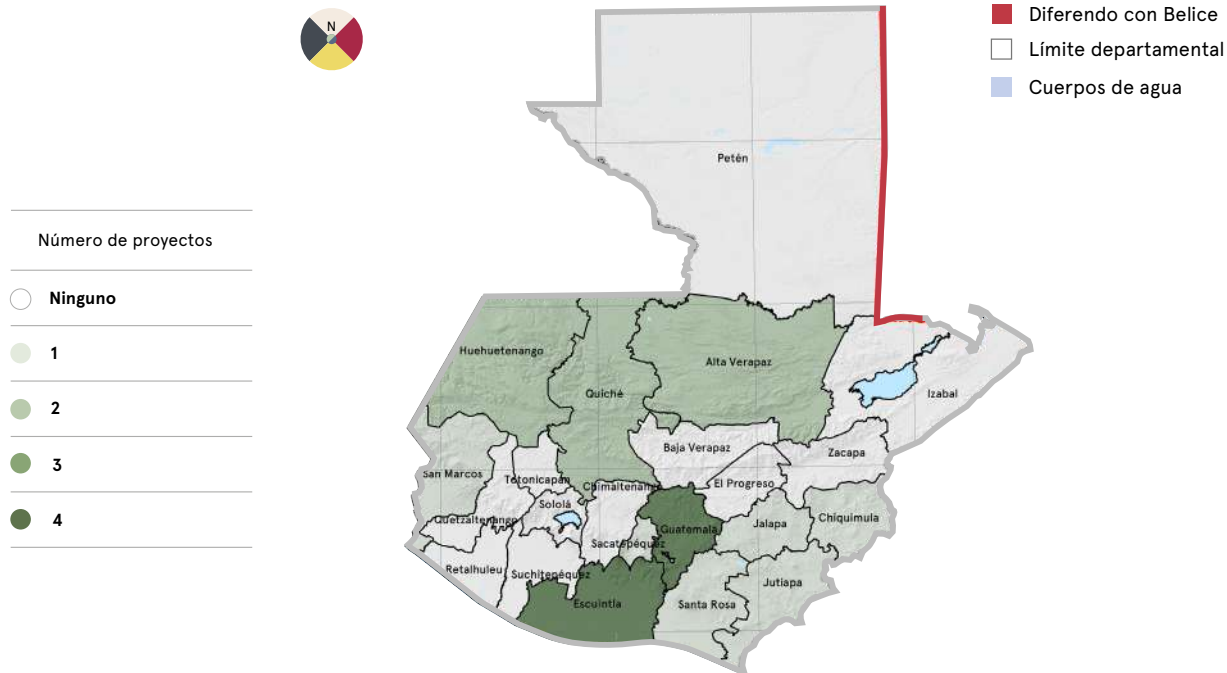 N
Diferendo con Belice
Límite departamental
Cuerpos de agua
Número de proyectos
Ninguno
1
2
3
4
Petén
Huehuetenango
Quiché
Alta Verapaz
Izabal
San Marcos
Totonicapán
Baja Verapaz
Zacapa
El Progreso
Chimaltenango
Sololá
Quetzaltenango
Guatemala
Jalapa
Chiquimula
Sacatepéquez
Retalhuleu
Suchitepéquez
Jutiapa
Escuintla
Santa Rosa